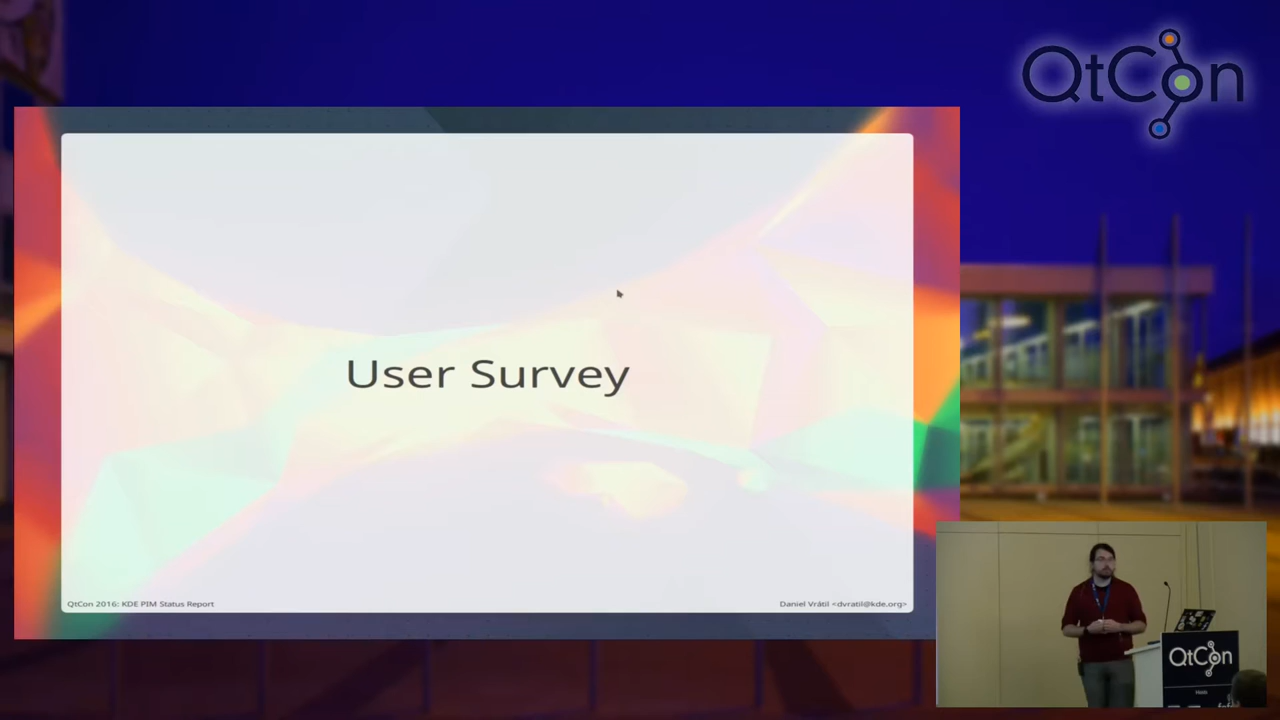 QtCon
User Survey
QtCon 2016: KDE PIM Status Report
Daniel Vrátil <dvratil@kde.org>
QtCon